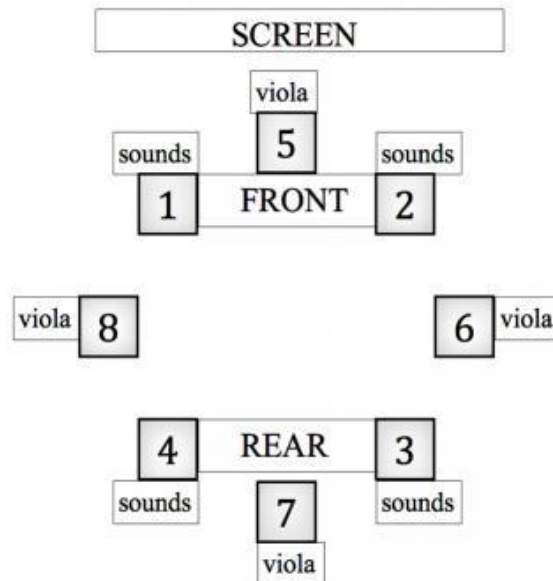 SCREEN
viola
5
sounds
sounds
1
FRONT
2
viola
8
6
viola
4
REAR
3
sounds
7
sounds
viola